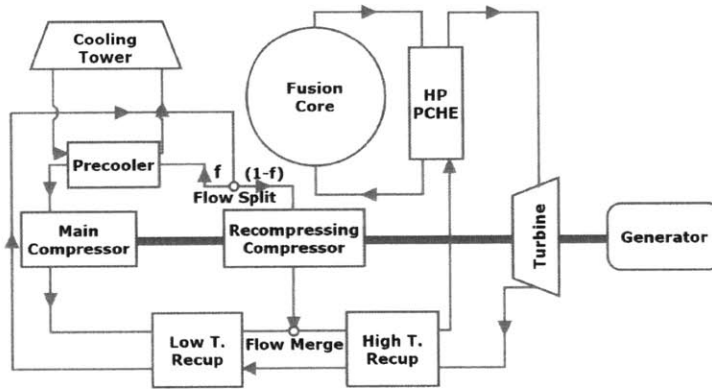 Cooling
Tower
Fusion
Core
HP
PCHE
Precooler
f
(1-f)
Flow Split
Main
Compressor
Recompressing
Compressor
Turbine
Generator
Low T.
Recup
Flow Merge
High T.
Recup